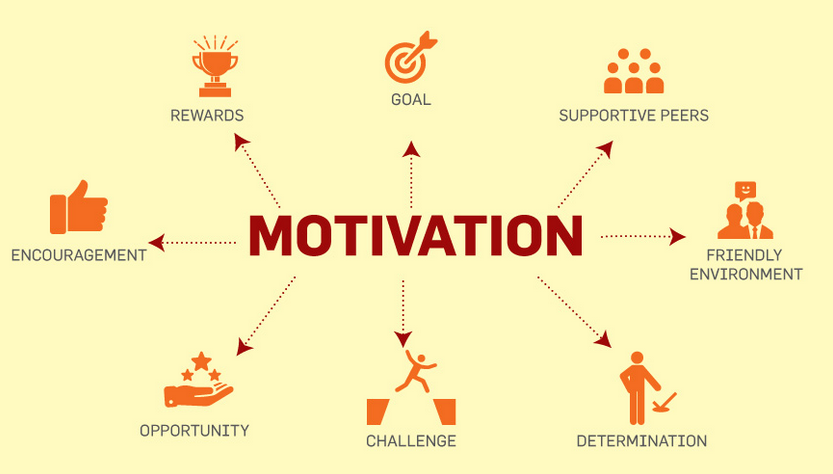 REWARDS
GOAL
SUPPORTIVE PEERS
ENCOURAGEMENT
MOTIVATION
FRIENDLY
ENVIRONMENT
OPPORTUNITY
CHALLENGE
DETERMINATION